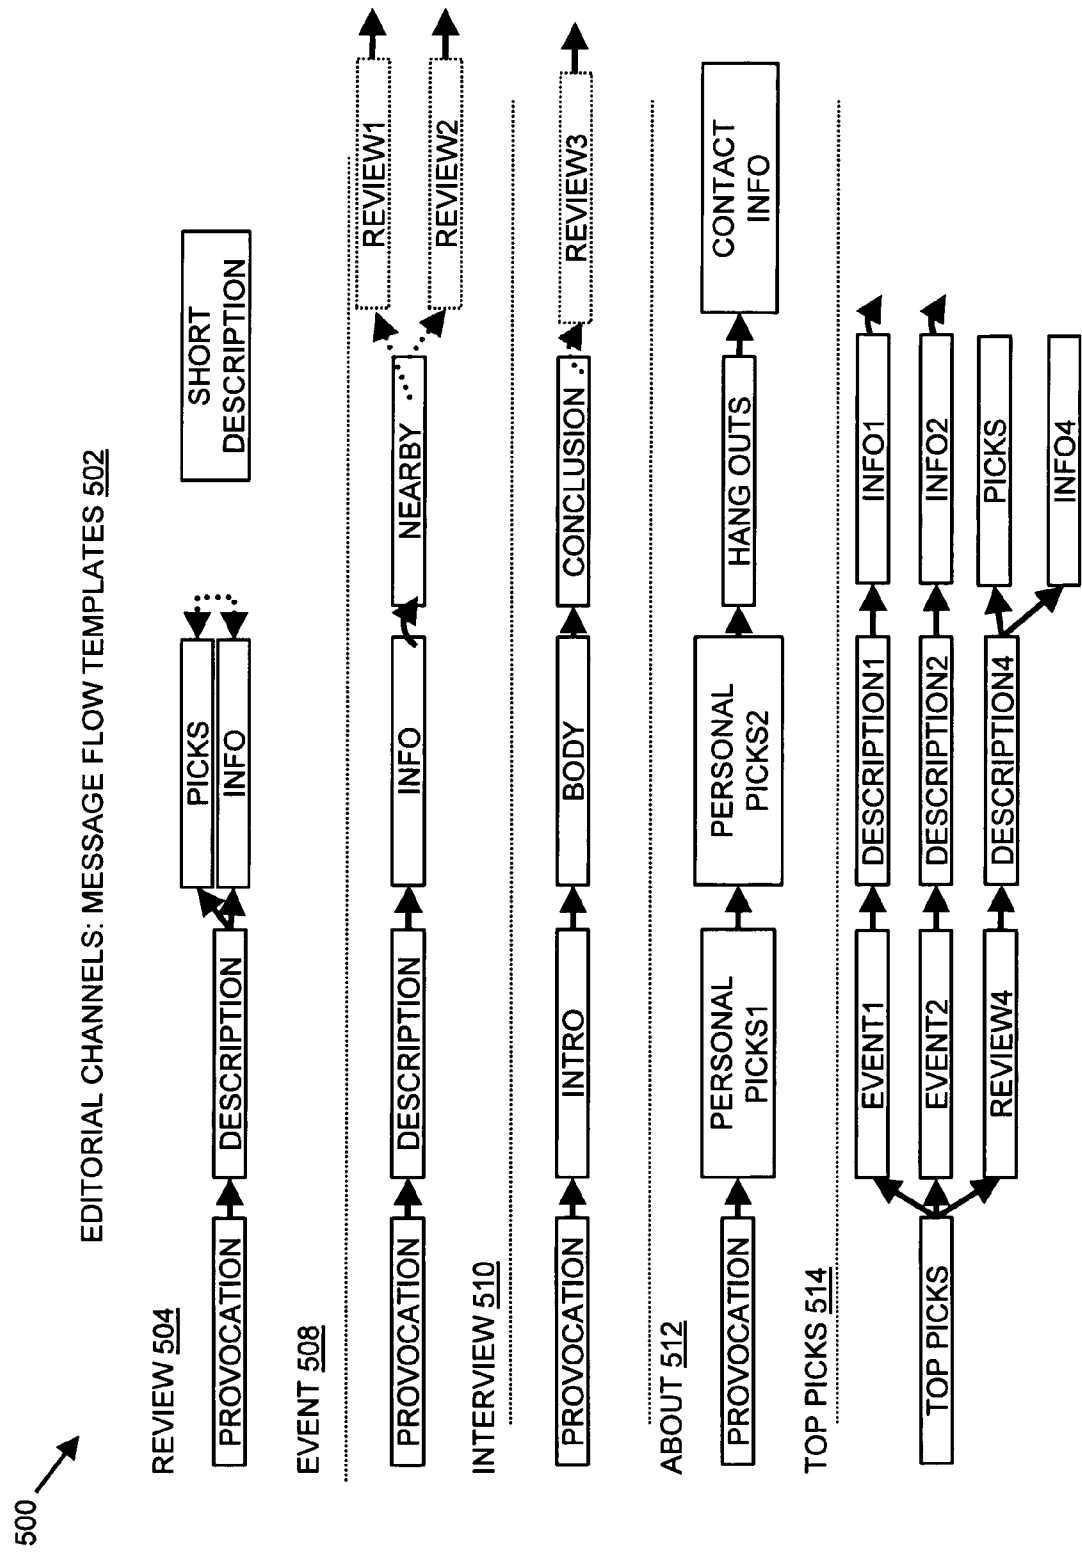 500
EDITORIAL CHANNELS: MESSAGE FLOW TEMPLATES 502
REVIEW 504
PROVOCATION
DESCRIPTION
PICKS
INFO
SHORT
DESCRIPTION
EVENT 508
PROVOCATION
DESCRIPTION
INFO
NEARBY
REVIEW1
REVIEW2
INTERVIEW 510
PROVOCATION
INTRO
BODY
CONCLUSION
REVIEW3
ABOUT 512
PROVOCATION
PERSONAL
PICKS1
PERSONAL
PICKS2
HANG OUTS
CONTACT
INFO
TOP PICKS 514
TOP PICKS
EVENT1
DESCRIPTION1
INFO1
EVENT2
DESCRIPTION2
INFO2
REVIEW4
DESCRIPTION4
PICKS
INFO4